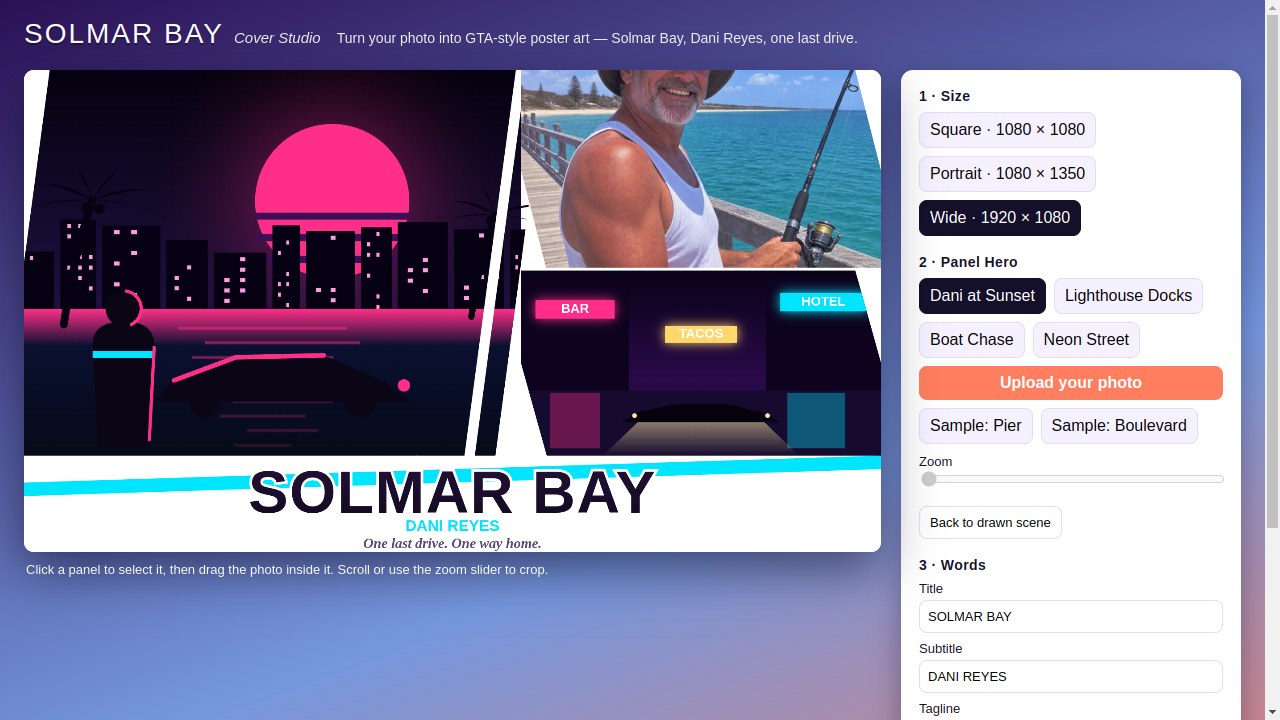 SOLMAR BAY Cover Studio Turn your photo into GTA-style poster art — Solmar Bay, Dani Reyes, one last drive.
BAR
TACOS
HOTEL
SOLMAR BAY
DANI REYES
One last drive. One way home.
Click a panel to select it, then drag the photo inside it. Scroll or use the zoom slider to crop.
1 · Size
Square · 1080 × 1080
Portrait · 1080 × 1350
Wide · 1920 × 1080
2 · Panel Hero
Dani at Sunset Lighthouse Docks
Boat Chase Neon Street
Upload your photo
Sample: Pier Sample: Boulevard
Zoom
Back to drawn scene
3 · Words
Title
SOLMAR BAY
Subtitle
DANI REYES
Tagline